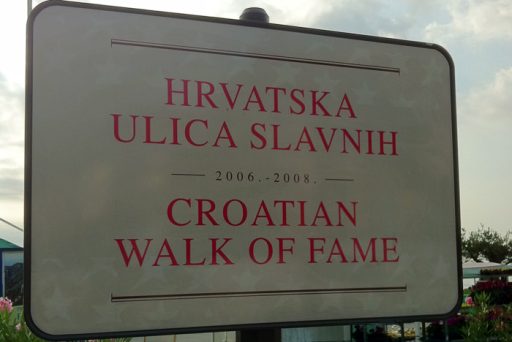 HRVATSKA
ULICA SLAVNIH
2006.-2008.
CROATIAN
WALK OF FAME